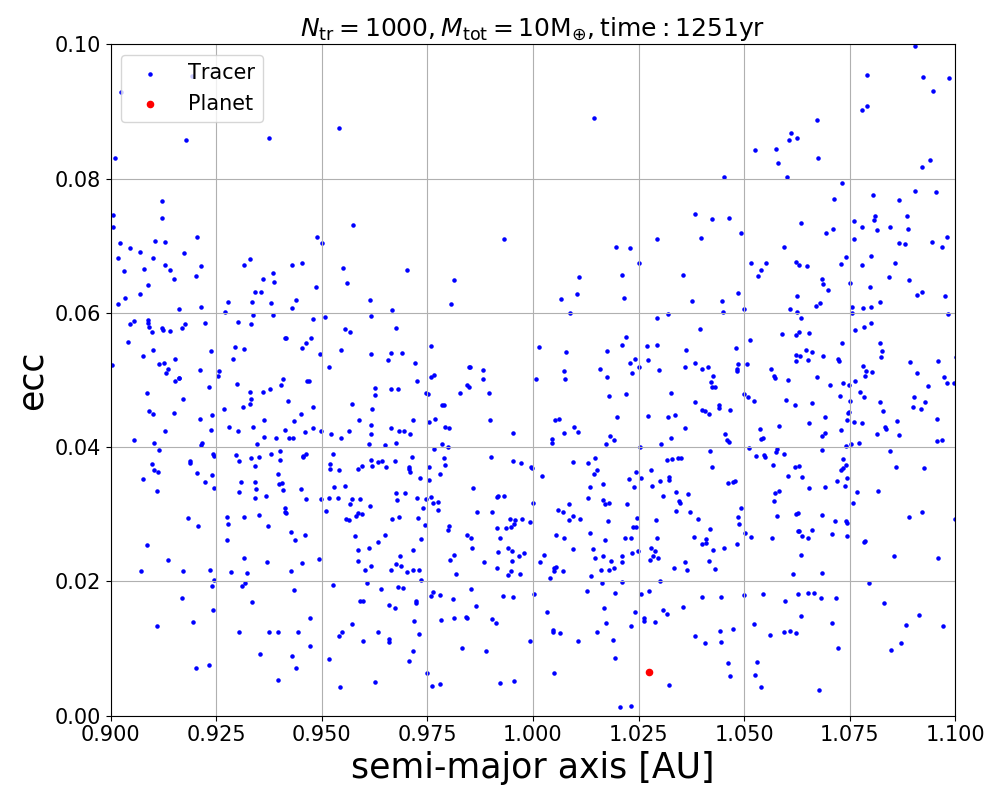 N_tr = 1000, M_tot = 10M_⊕, time : 1251yr
Tracer
Planet
0.10
0.08
0.06
0.04
0.02
0.00
ecc
0.900 0.925 0.950 0.975 1.000 1.025 1.050 1.075 1.100
semi-major axis [AU]